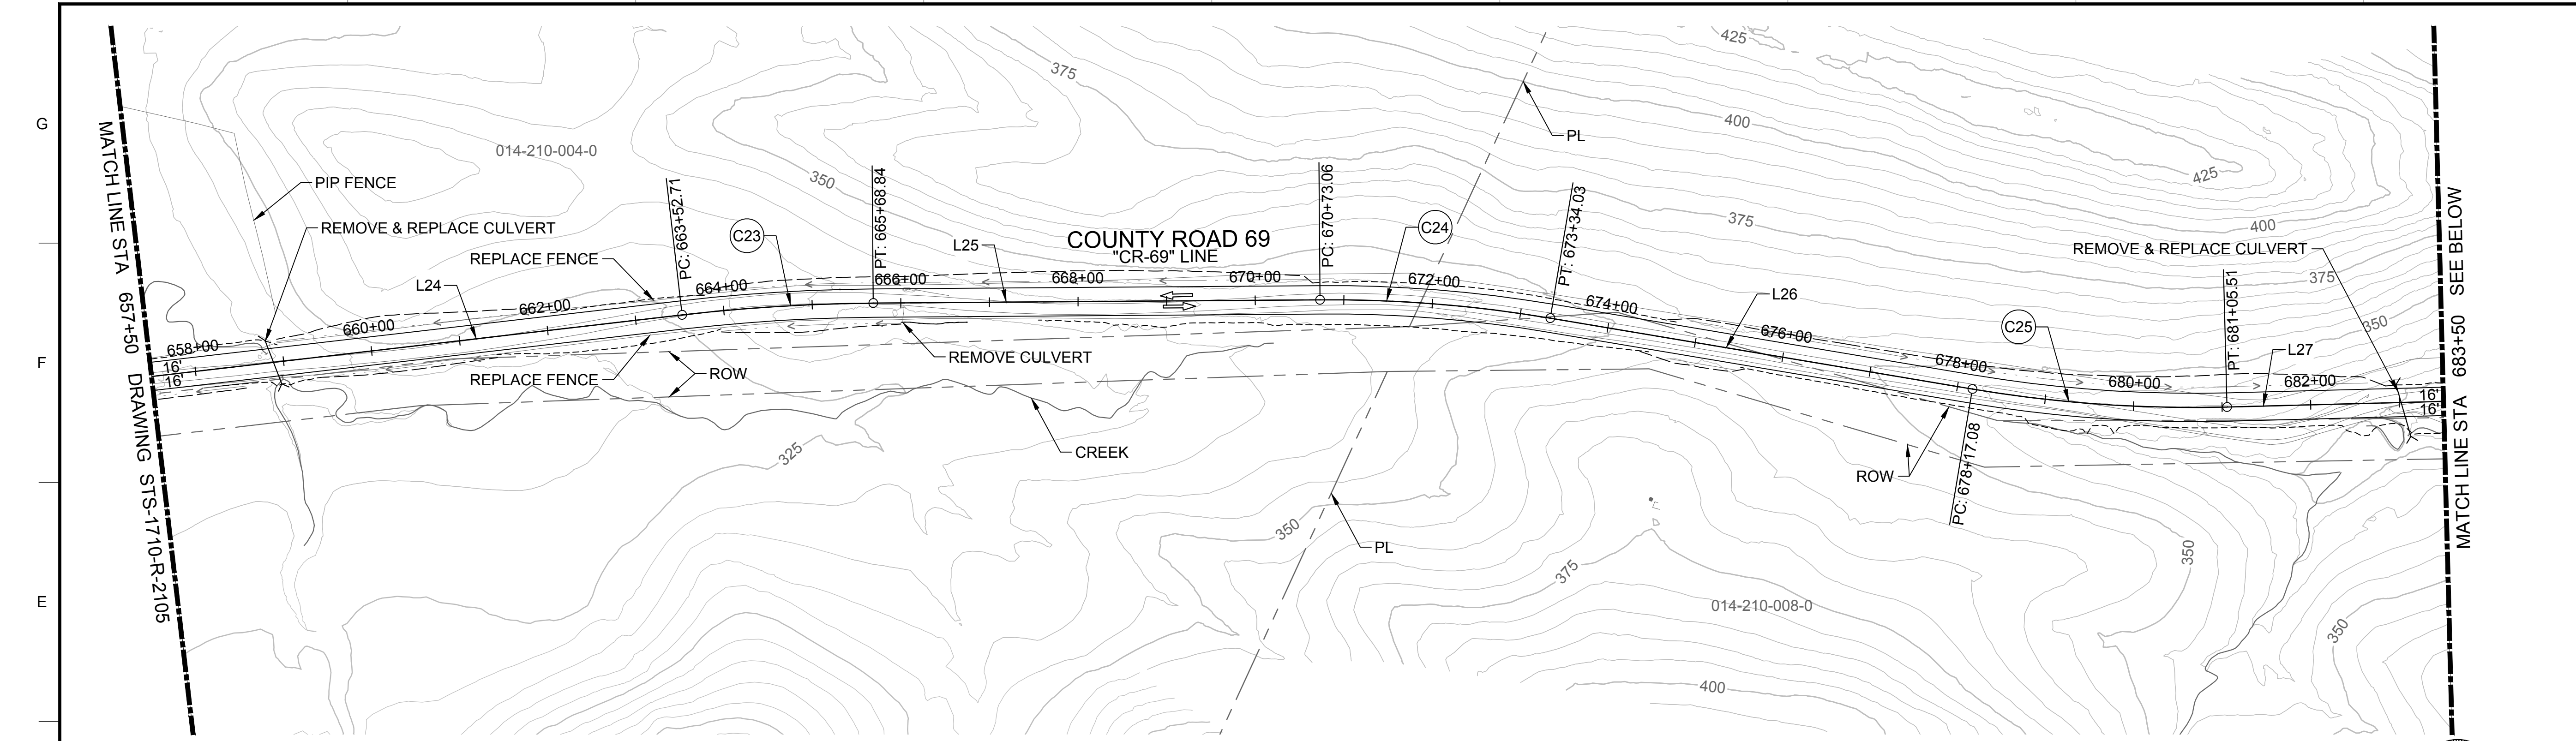 G
F
E
MATCH LINE STA 657+50 DRAWING STS-1710-R-2105
014-210-004-0
PIP FENCE
REMOVE & REPLACE CULVERT
REPLACE FENCE
L24
658+00
660+00
662+00
664+00
666+00
668+00
670+00
672+00
674+00
676+00
678+00
680+00
682+00
16'
16'
PC: 663+52.71
C23
PT: 665+68.84
L25
COUNTY ROAD 69
"CR-69" LINE
PC: 670+73.06
C24
PT: 673+34.03
L26
C25
PT: 681+05.51
L27
REMOVE & REPLACE CULVERT
16'
16'
REPLACE FENCE
ROW
REMOVE CULVERT
CREEK
ROW
PC: 678+17.08
PL
PL
014-210-008-0
375
350
425
400
375
425
400
375
350
325
350
375
400
350
350
MATCH LINE STA 683+50 SEE BELOW